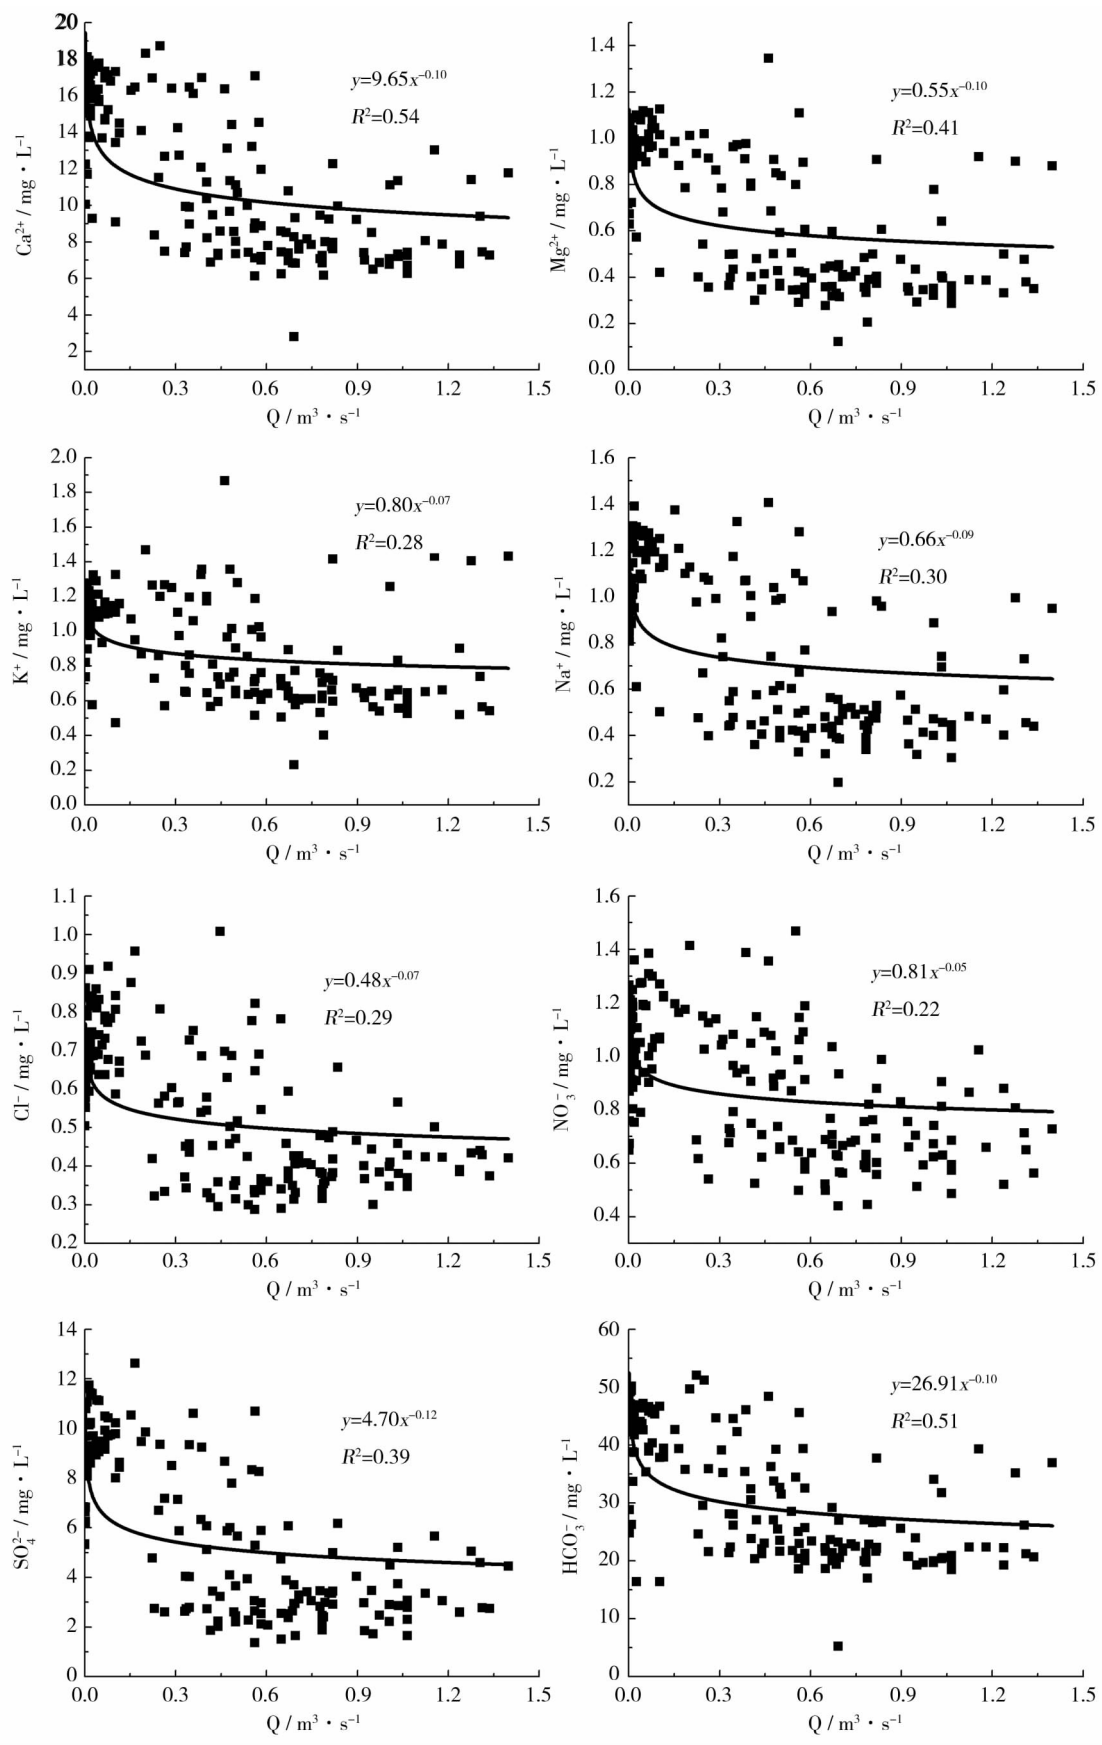 20
18
16
14
12
10
8
6
4
2
Ca²⁺ / mg · L⁻¹
y=9.65x⁻⁰·¹⁰
R²=0.54
0.0 0.3 0.6 0.9 1.2 1.5
Q / m³ · s⁻¹
1.4
1.2
1.0
0.8
0.6
0.4
0.2
0.0
Mg²⁺ / mg · L⁻¹
y=0.55x⁻⁰·¹⁰
R²=0.41
0.0 0.3 0.6 0.9 1.2 1.5
Q / m³ · s⁻¹
2.0
1.8
1.6
1.4
1.2
1.0
0.8
0.6
0.4
0.2
0.0
K⁺ / mg · L⁻¹
y=0.80x⁻⁰·⁰⁷
R²=0.28
0.0 0.3 0.6 0.9 1.2 1.5
Q / m³ · s⁻¹
1.6
1.4
1.2
1.0
0.8
0.6
0.4
0.2
Na⁺ / mg · L⁻¹
y=0.66x⁻⁰·⁰⁹
R²=0.30
0.0 0.3 0.6 0.9 1.2 1.5
Q / m³ · s⁻¹
1.1
1.0
0.9
0.8
0.7
0.6
0.5
0.4
0.3
0.2
Cl⁻ / mg · L⁻¹
y=0.48x⁻⁰·⁰⁷
R²=0.29
0.0 0.3 0.6 0.9 1.2 1.5
Q / m³ · s⁻¹
1.6
1.4
1.2
1.0
0.8
0.6
0.4
NO₃⁻ / mg · L⁻¹
y=0.81x⁻⁰·⁰⁵
R²=0.22
0.0 0.3 0.6 0.9 1.2 1.5
Q / m³ · s⁻¹
14
12
10
8
6
4
2
0
SO₄²⁻ / mg · L⁻¹
y=4.70x⁻⁰·¹²
R²=0.39
0.0 0.3 0.6 0.9 1.2 1.5
Q / m³ · s⁻¹
60
50
40
30
20
10
0
HCO₃⁻ / mg · L⁻¹
y=26.91x⁻⁰·¹⁰
R²=0.51
0.0 0.3 0.6 0.9 1.2 1.5
Q / m³ · s⁻¹